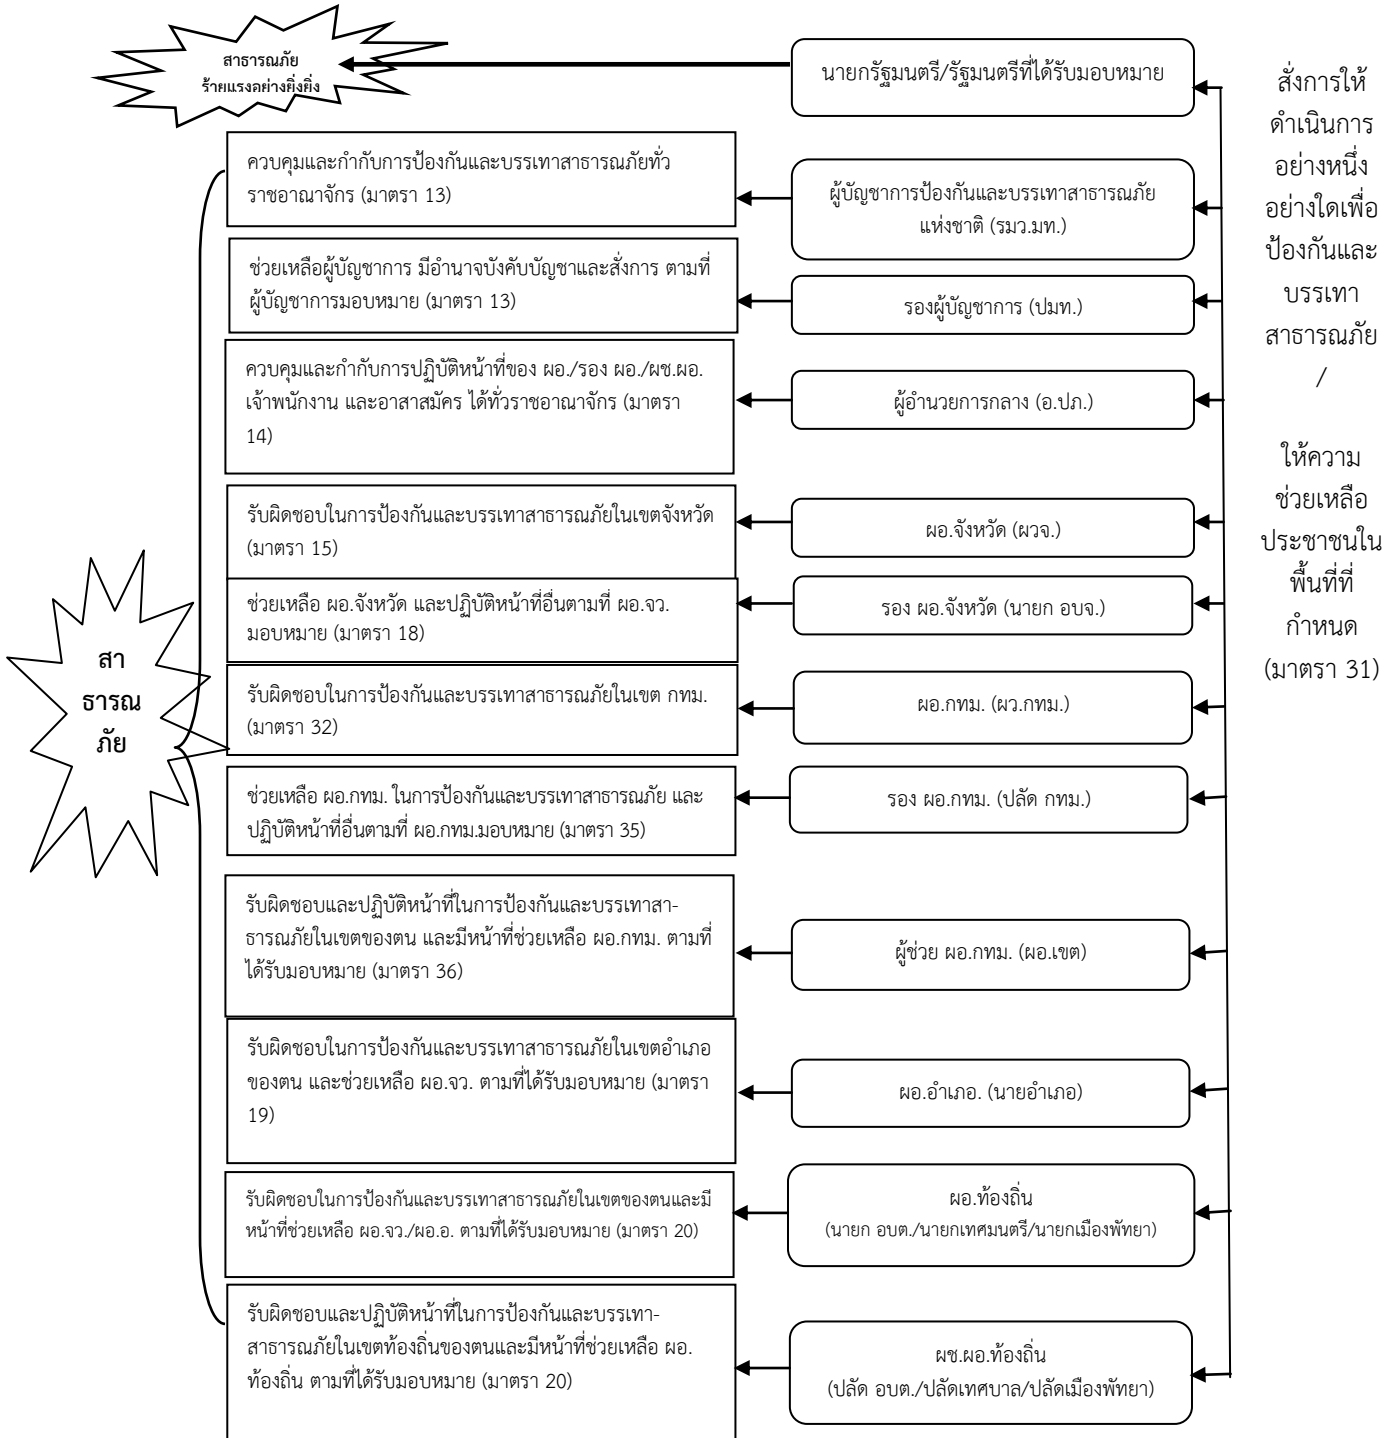 สาธารณภัย
ร้ายแรงอย่างยิ่งยิ่ง
นายกรัฐมนตรี/รัฐมนตรีที่ได้รับมอบหมาย
ควบคุมและกำกับการป้องกันและบรรเทาสาธารณภัยทั่ว
ราชอาณาจักร (มาตรา 13)
ผู้บัญชาการป้องกันและบรรเทาสาธารณภัย
แห่งชาติ (รมว.มท.)
ช่วยเหลือผู้บัญชาการ มีอำนาจบังคับบัญชาและสั่งการ ตามที่
ผู้บัญชาการมอบหมาย (มาตรา 13)
รองผู้บัญชาการ (ปมท.)
ควบคุมและกำกับการปฏิบัติหน้าที่ของ ผอ./รอง ผอ./ผช.ผอ.
เจ้าพนักงาน และอาสาสมัคร ได้ทั่วราชอาณาจักร (มาตรา
14)
ผู้อำนวยการกลาง (อ.ปภ.)
รับผิดชอบในการป้องกันและบรรเทาสาธารณภัยในเขตจังหวัด
(มาตรา 15)
ผอ.จังหวัด (ผวจ.)
ช่วยเหลือ ผอ.จังหวัด และปฏิบัติหน้าที่อื่นตามที่ ผอ.จว.
มอบหมาย (มาตรา 18)
รอง ผอ.จังหวัด (นายก อบจ.)
รับผิดชอบในการป้องกันและบรรเทาสาธารณภัยในเขต กทม.
(มาตรา 32)
ผอ.กทม. (ผว.กทม.)
ช่วยเหลือ ผอ.กทม. ในการป้องกันและบรรเทาสาธารณภัย และ
ปฏิบัติหน้าที่อื่นตามที่ ผอ.กทม.มอบหมาย (มาตรา 35)
รอง ผอ.กทม. (ปลัด กทม.)
รับผิดชอบและปฏิบัติหน้าที่ในการป้องกันและบรรเทาสา-
ธารณภัยในเขตของตน และมีหน้าที่ช่วยเหลือ ผอ.กทม. ตามที่
ได้รับมอบหมาย (มาตรา 36)
ผู้ช่วย ผอ.กทม. (ผอ.เขต)
รับผิดชอบในการป้องกันและบรรเทาสาธารณภัยในเขตอำเภอ
ของตน และช่วยเหลือ ผอ.จว. ตามที่ได้รับมอบหมาย (มาตรา
19)
ผอ.อำเภอ. (นายอำเภอ)
รับผิดชอบในการป้องกันและบรรเทาสาธารณภัยในเขตของตนและมี
หน้าที่ช่วยเหลือ ผอ.จว./ผอ.อ. ตามที่ได้รับมอบหมาย (มาตรา 20)
ผอ.ท้องถิ่น
(นายก อบต./นายกเทศมนตรี/นายกเมืองพัทยา)
รับผิดชอบและปฏิบัติหน้าที่ในการป้องกันและบรรเทา-
สาธารณภัยในเขตท้องถิ่นของตนและมีหน้าที่ช่วยเหลือ ผอ.
ท้องถิ่น ตามที่ได้รับมอบหมาย (มาตรา 20)
ผช.ผอ.ท้องถิ่น
(ปลัด อบต./ปลัดเทศบาล/ปลัดเมืองพัทยา)
สา
ธารณ
ภัย
สั่งการให้
ดำเนินการ
อย่างหนึ่ง
อย่างใดเพื่อ
ป้องกันและ
บรรเทา
สาธารณภัย
/
ให้ความ
ช่วยเหลือ
ประชาชนใน
พื้นที่ที่
กำหนด
(มาตรา 31)